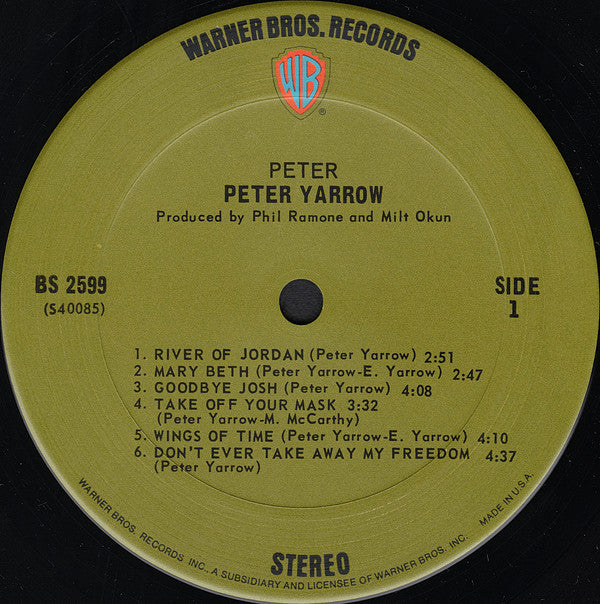 WARNER BROS. RECORDS
WB
®
PETER
PETER YARROW
Produced by Phil Ramone and Milt Okun
BS 2599
(S40085)
SIDE
1
1. RIVER OF JORDAN (Peter Yarrow) 2:51
2. MARY BETH (Peter Yarrow-E. Yarrow) 2:47
3. GOODBYE JOSH (Peter Yarrow) 4:08
4. TAKE OFF YOUR MASK 3:32
(Peter Yarrow-M. McCarthy)
5. WINGS OF TIME (Peter Yarrow-E. Yarrow) 4:10
6. DON'T EVER TAKE AWAY MY FREEDOM 4:37
(Peter Yarrow)
STEREO
WARNER BROS. RECORDS INC., A SUBSIDIARY AND LICENSEE OF WARNER BROS. INC. MADE IN U.S.A.